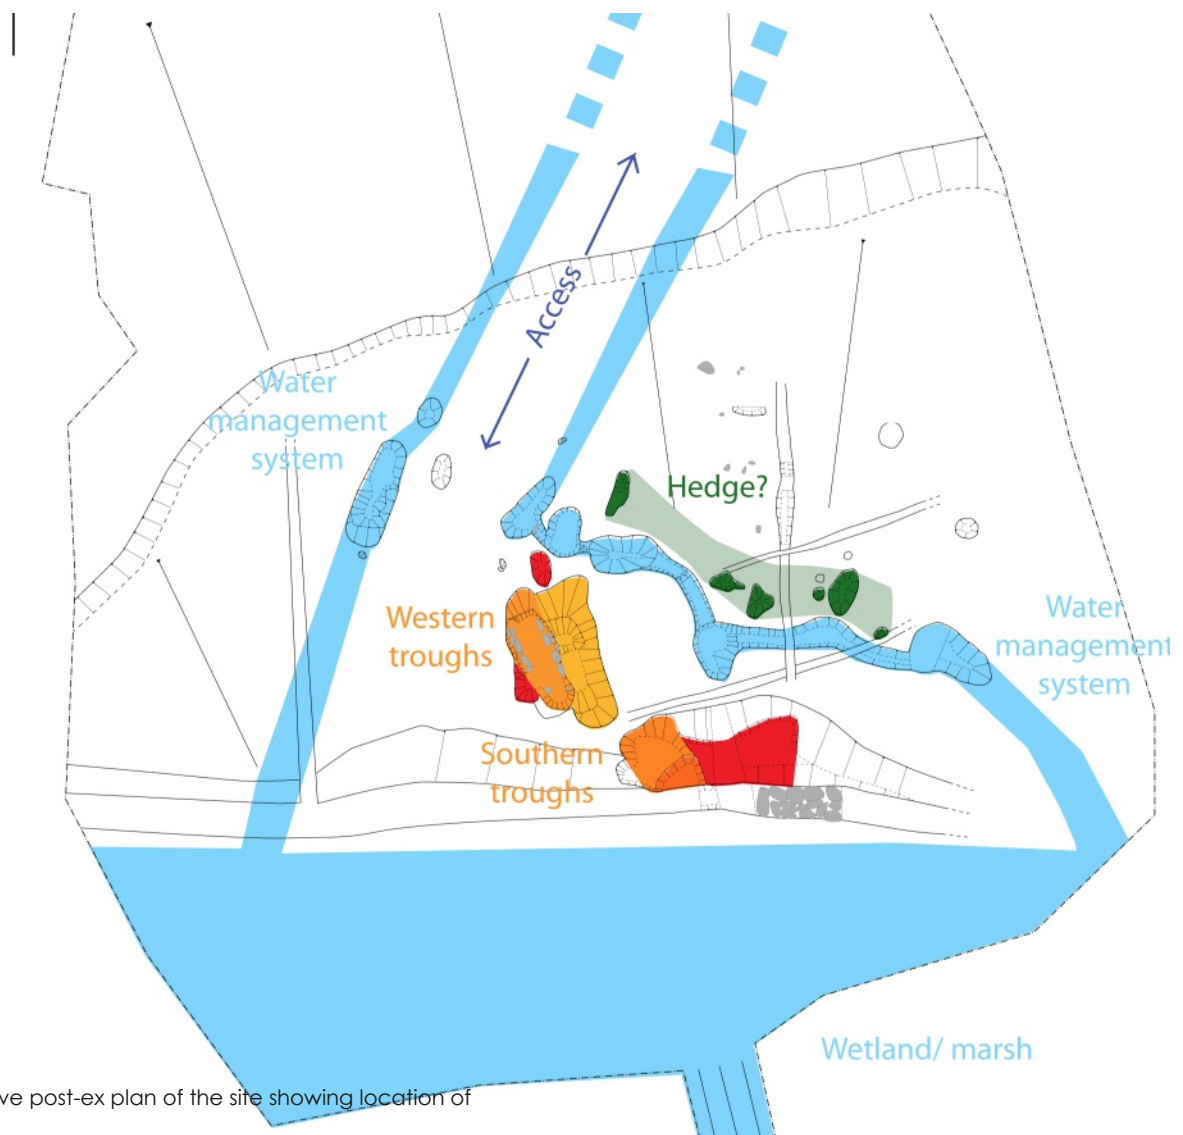 Access
Water
management
system
Hedge?
Western
troughs
Water
management
system
Southern
troughs
Wetland/ marsh
ve post-ex plan of the site showing location of